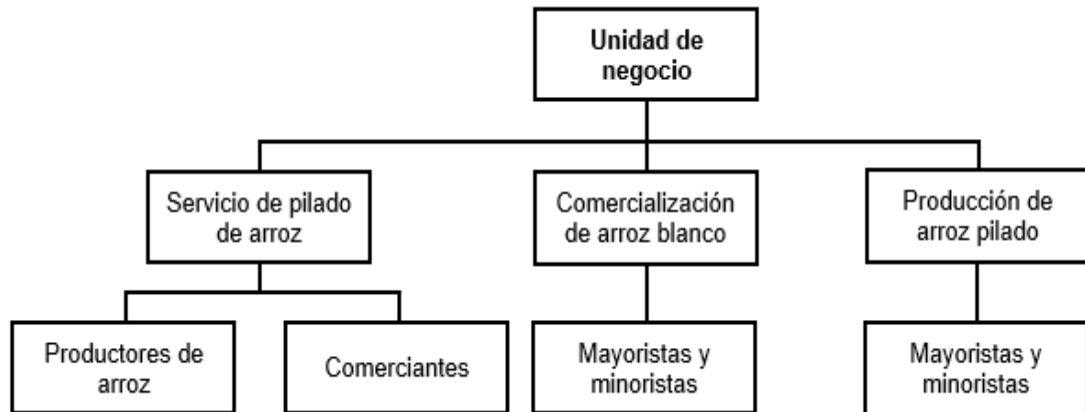 Unidad de
negocio
Servicio de pilado
de arroz
Comercialización
de arroz blanco
Producción de
arroz pilado
Productores de
arroz
Comerciantes
Mayoristas y
minoristas
Mayoristas y
minoristas